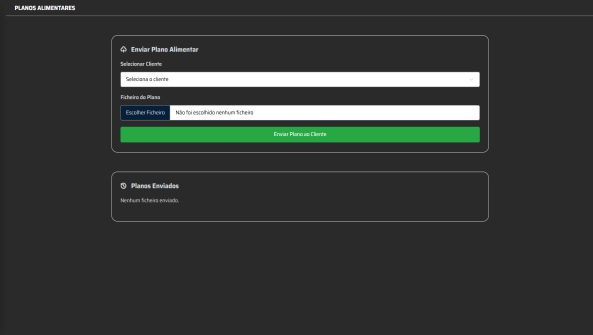 PLANOS ALIMENTARES
Enviar Plano Alimentar
Selecionar Cliente
Seleciona o cliente
Ficheiro do Plano
Escolher Ficheiro Não foi escolhido nenhum ficheiro
Enviar Plano ao Cliente
Planos Enviados
Nenhum ficheiro enviado.